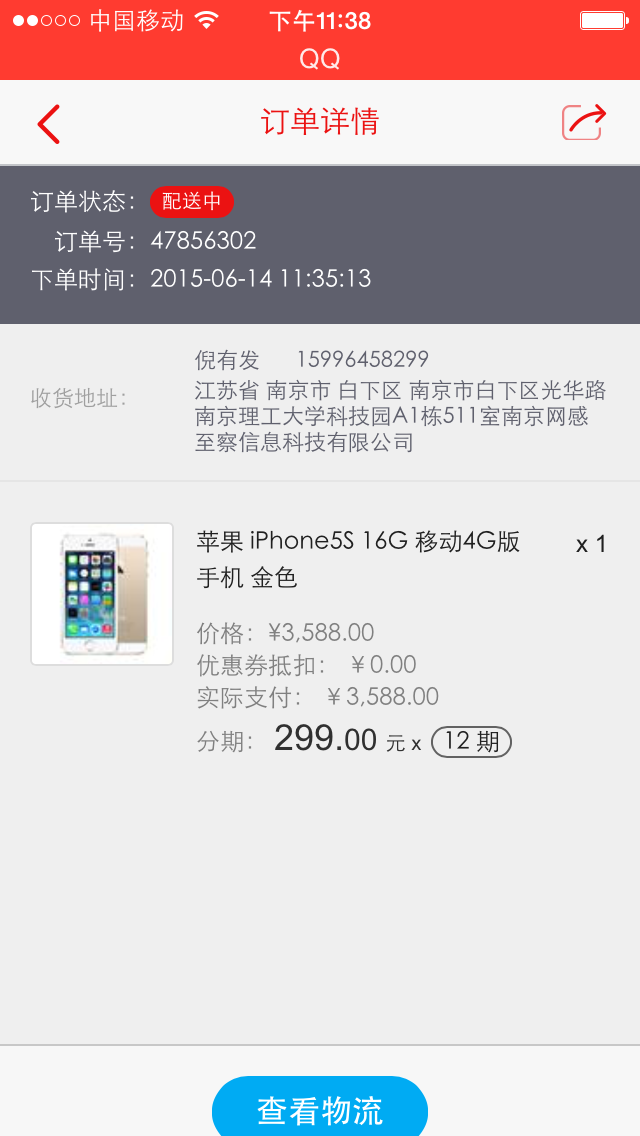 中国移动 下午11:38
QQ
订单详情
订单状态： 配送中
订单号： 47856302
下单时间： 2015-06-14 11:35:13
倪有发 15996458299
收货地址：
江苏省 南京市 白下区 南京市白下区光华路
南京理工大学科技园A1栋511室南京网感
至察信息科技有限公司
苹果 iPhone5S 16G 移动4G版 x 1
手机 金色
价格：¥3,588.00
优惠券抵扣： ￥0.00
实际支付： ￥3,588.00
分期： 299.00 元 x 12 期
查看物流